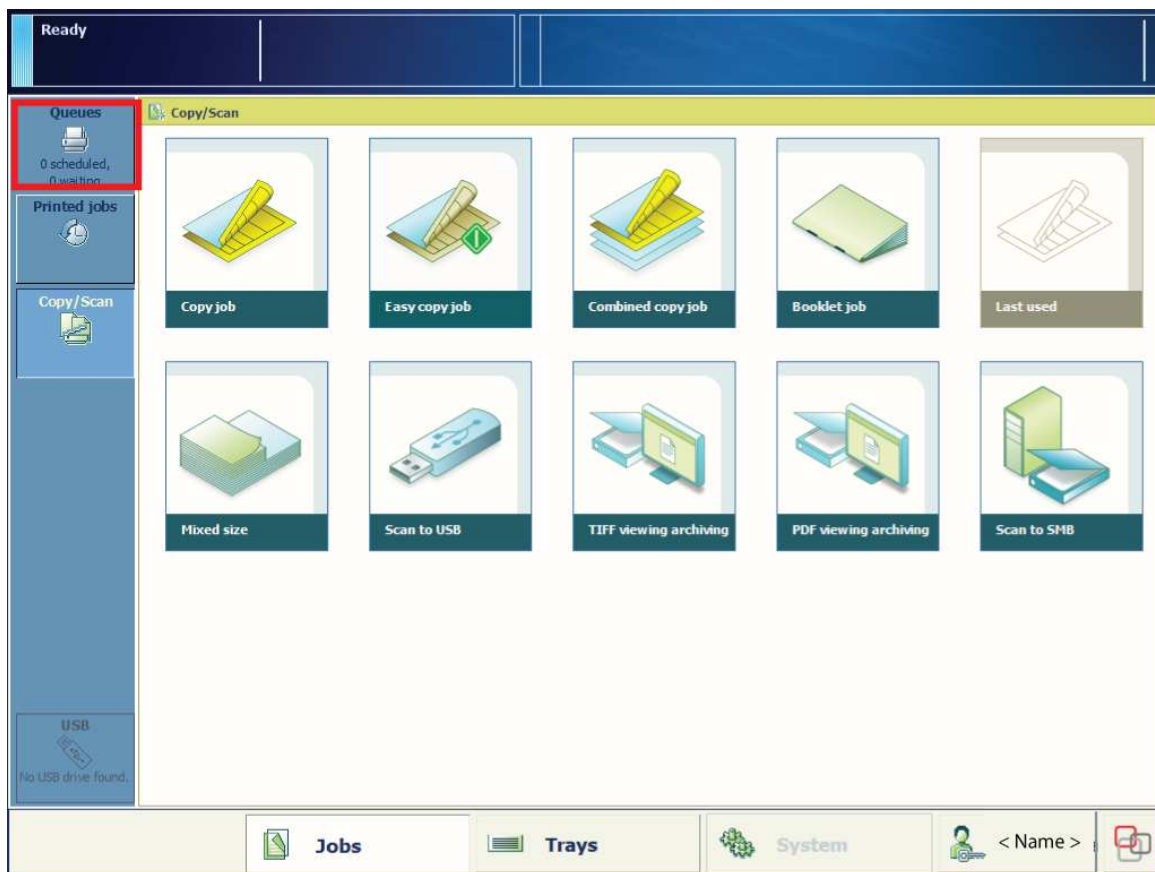 Ready
Queues
0 scheduled,
0 waiting
Printed jobs
Copy/Scan
USB
No USB drive found.
Copy/Scan
Copy job
Easy copy job
Combined copy job
Booklet job
Last used
Mixed size
Scan to USB
TIFF viewing archiving
PDF viewing archiving
Scan to SMB
Jobs
Trays
System
< Name >